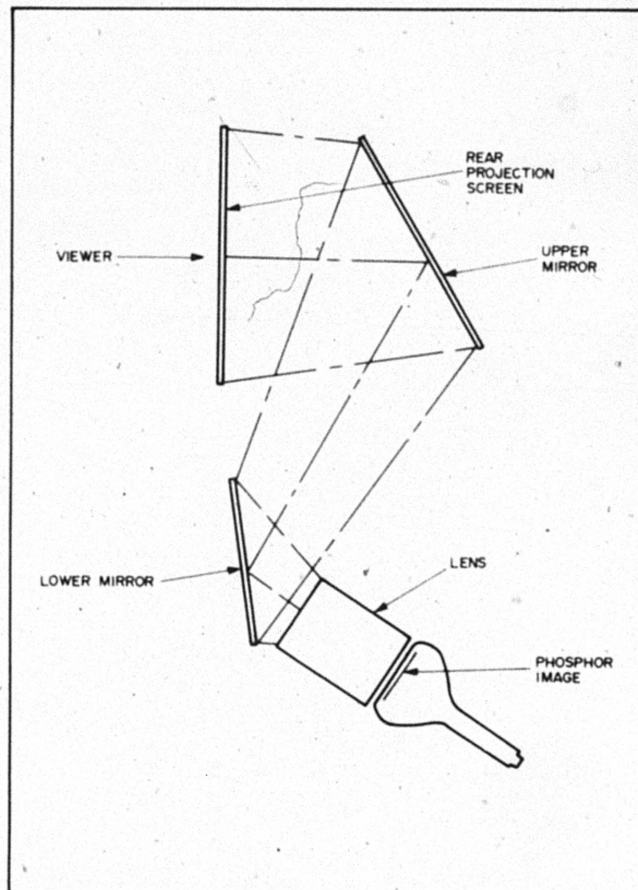 REAR
PROJECTION
SCREEN
VIEWER
UPPER
MIRROR
LOWER MIRROR
LENS
PHOSPHOR
IMAGE